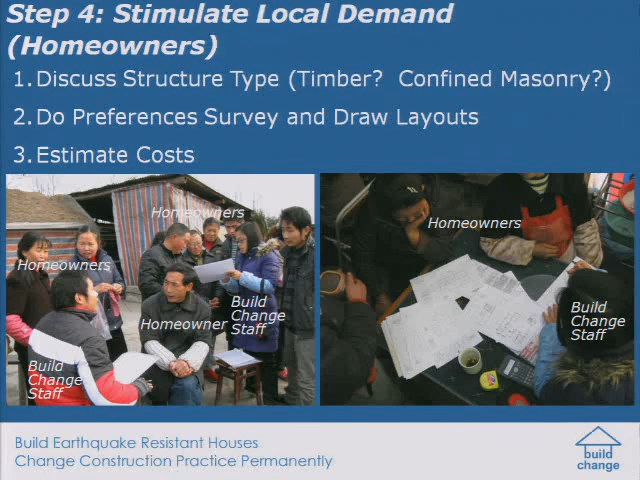 Step 4: Stimulate Local Demand
(Homeowners)
1. Discuss Structure Type (Timber?  Confined Masonry?)
2. Do Preferences Survey and Draw Layouts
3. Estimate Costs
Homeowners
Homeowners
Homeowner
Build
Change
Staff
Build
Change
Staff
Homeowners
Build
Change
Staff
Build Earthquake Resistant Houses
Change Construction Practice Permanently
build
change